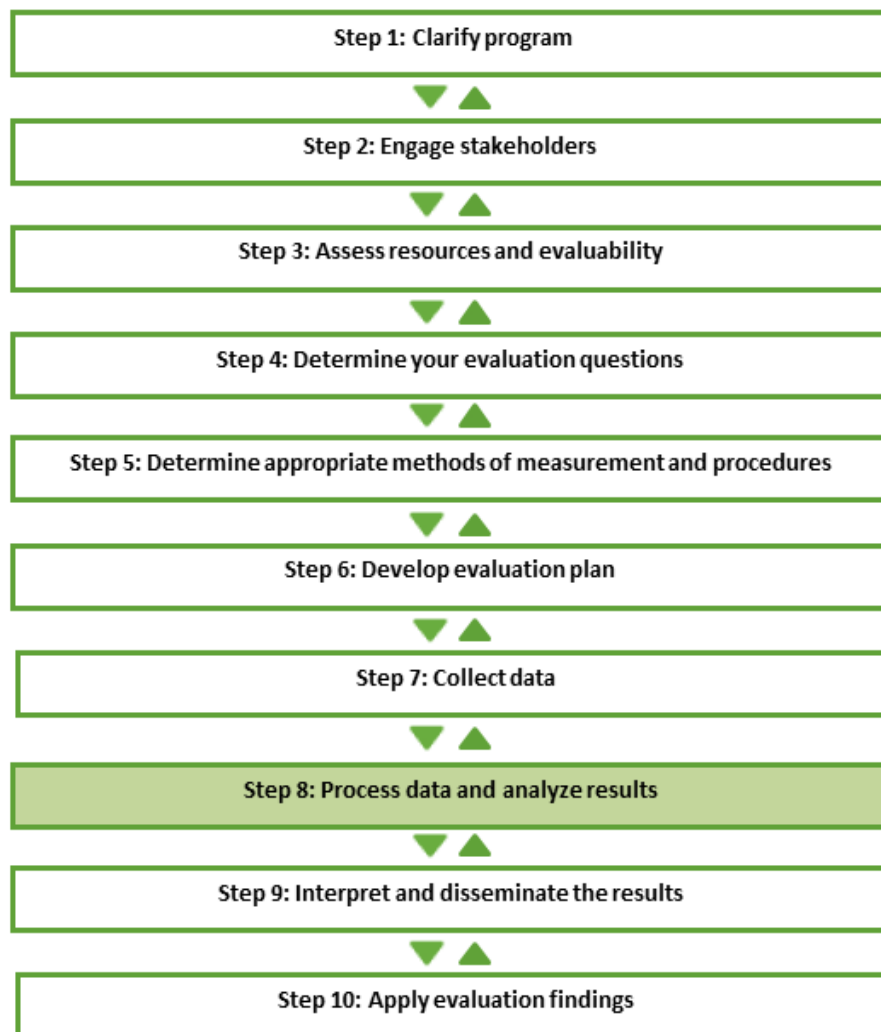 Step 1: Clarify program
Step 2: Engage stakeholders
Step 3: Assess resources and evaluability
Step 4: Determine your evaluation questions
Step 5: Determine appropriate methods of measurement and procedures
Step 6: Develop evaluation plan
Step 7: Collect data
Step 8: Process data and analyze results
Step 9: Interpret and disseminate the results
Step 10: Apply evaluation findings